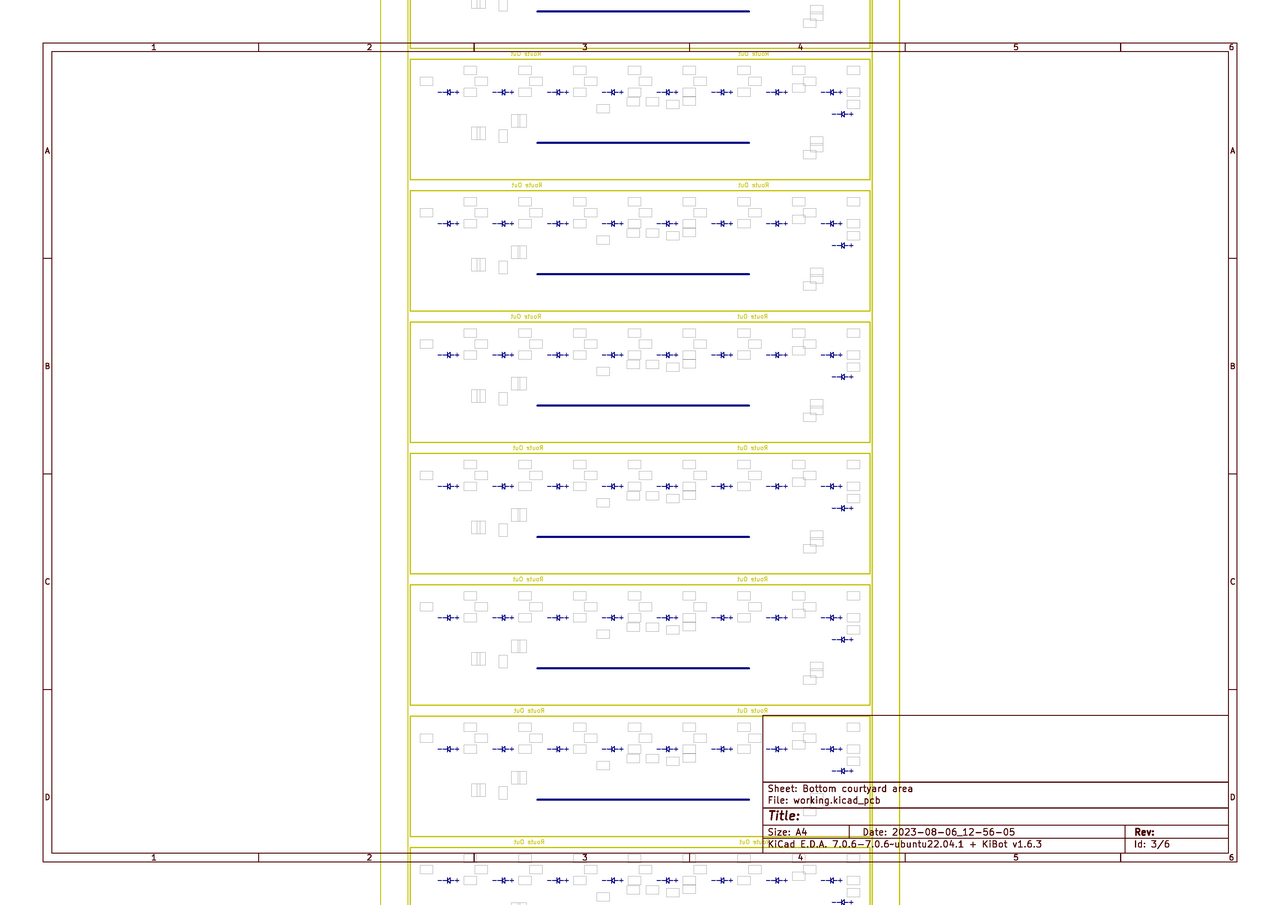 1 2 3 4 5 6
Route Out Route Out
A A
Route Out Route Out
Route Out Route Out
B B
Route Out Route Out
Route Out Route Out
C C
Route Out Route Out
D D
Sheet: Bottom courtyard area
File: working.kicad_pcb
Title:
Size: A4 Date: 2023-08-06_12-56-05 Rev:
Route Out Route Out
KiCad E.D.A. 7.0.6-7.0.6~ubuntu22.04.1 + KiBot v1.6.3 Id: 3/6
1 2 3 4 5 6